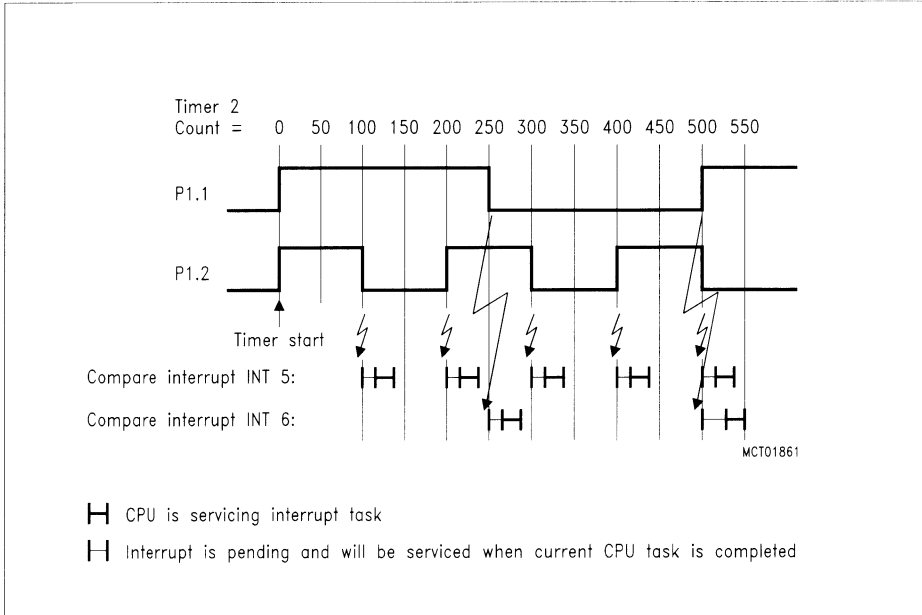 Timer 2
Count = 0 50 100 150 200 250 300 350 400 450 500 550
P1.1
P1.2
Timer start
Compare interrupt INT 5:
Compare interrupt INT 6:
MCT01861
CPU is servicing interrupt task
Interrupt is pending and will be serviced when current CPU task is completed